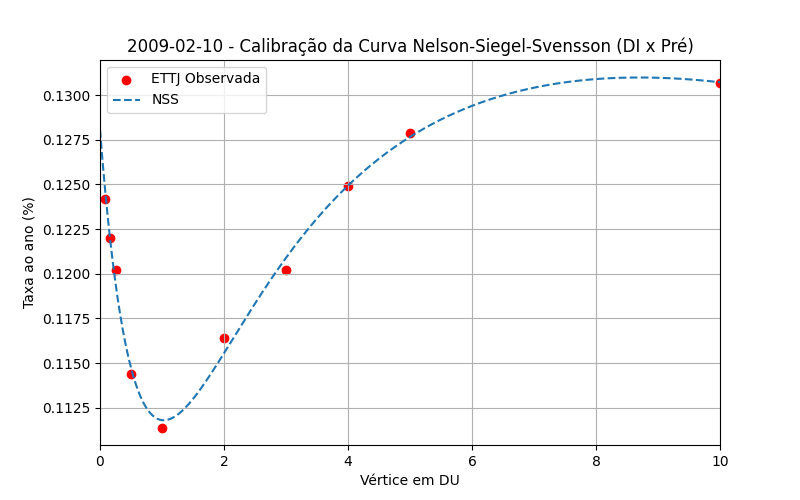 2009-02-10 - Calibração da Curva Nelson-Siegel-Svensson (DI x Pré)
ETTJ Observada
NSS
Taxa ao ano (%)
0.1300
0.1275
0.1250
0.1225
0.1200
0.1175
0.1150
0.1125
0 2 4 6 8 10
Vértice em DU